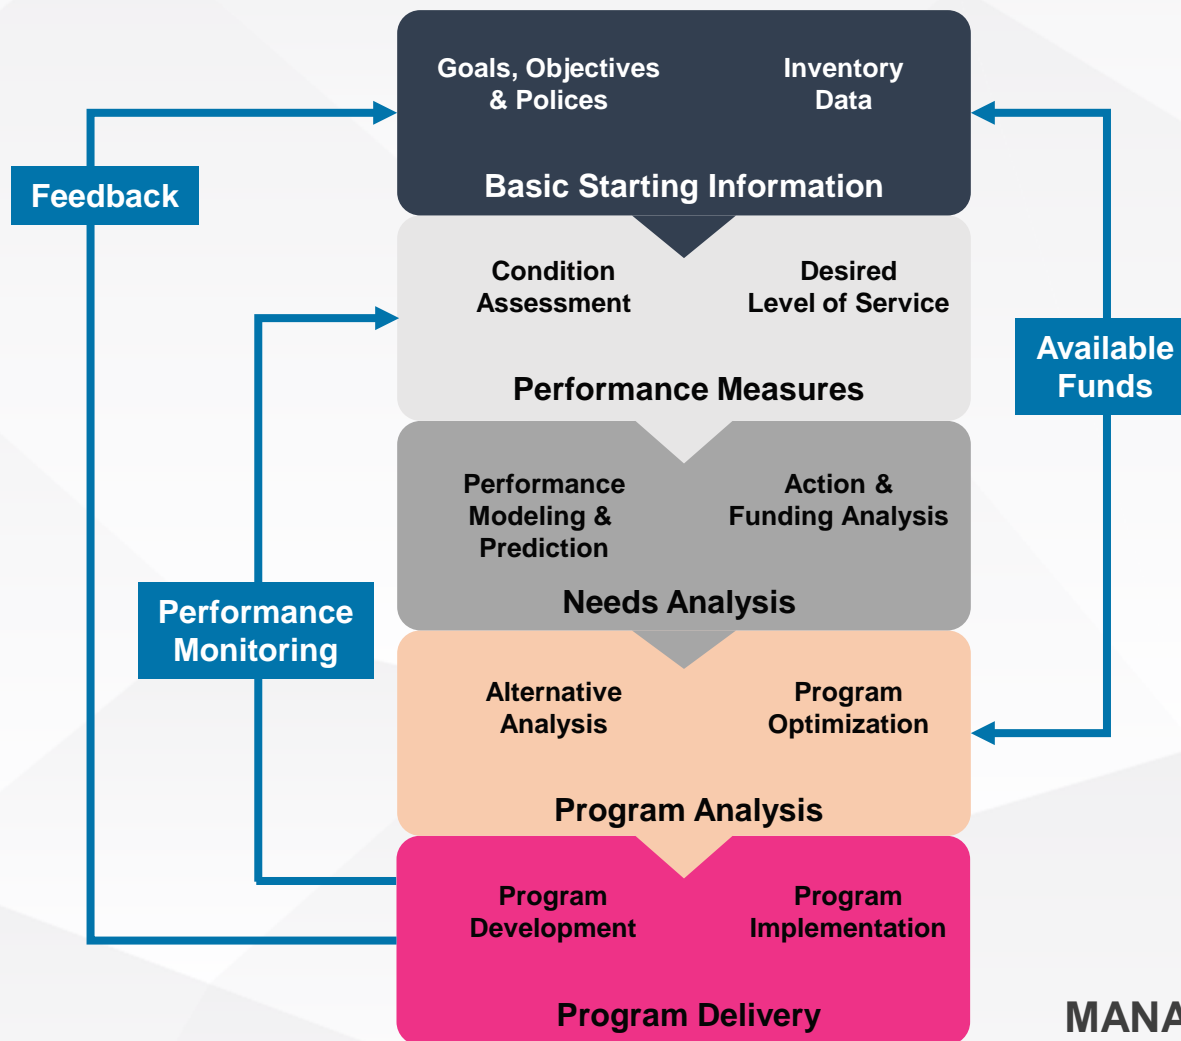 Goals, Objectives
& Polices
Inventory
Data
Basic Starting Information
Feedback
Condition
Assessment
Desired
Level of Service
Performance Measures
Available
Funds
Performance
Modeling &
Prediction
Action &
Funding Analysis
Needs Analysis
Performance
Monitoring
Alternative
Analysis
Program
Optimization
Program Analysis
Program
Development
Program
Implementation
Program Delivery
MANA